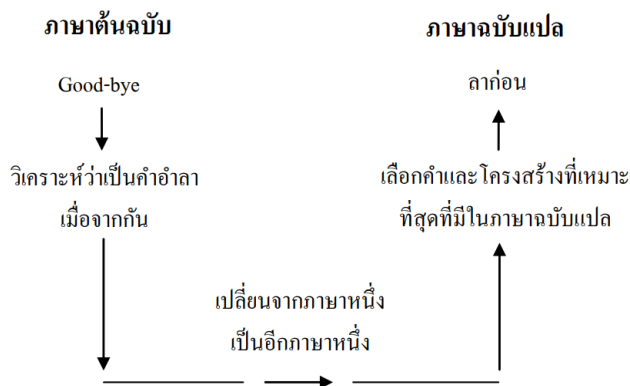 ภาษาต้นฉบับ
Good-bye
วิเคราะห์ว่าเป็นคำอำลา
เมื่อจากกัน
เปลี่ยนจากภาษาหนึ่ง
เป็นอีกภาษาหนึ่ง
ภาษาฉบับแปล
ลาก่อน
เลือกคำและโครงสร้างที่เหมาะ
ที่สุดที่มีในภาษาฉบับแปล